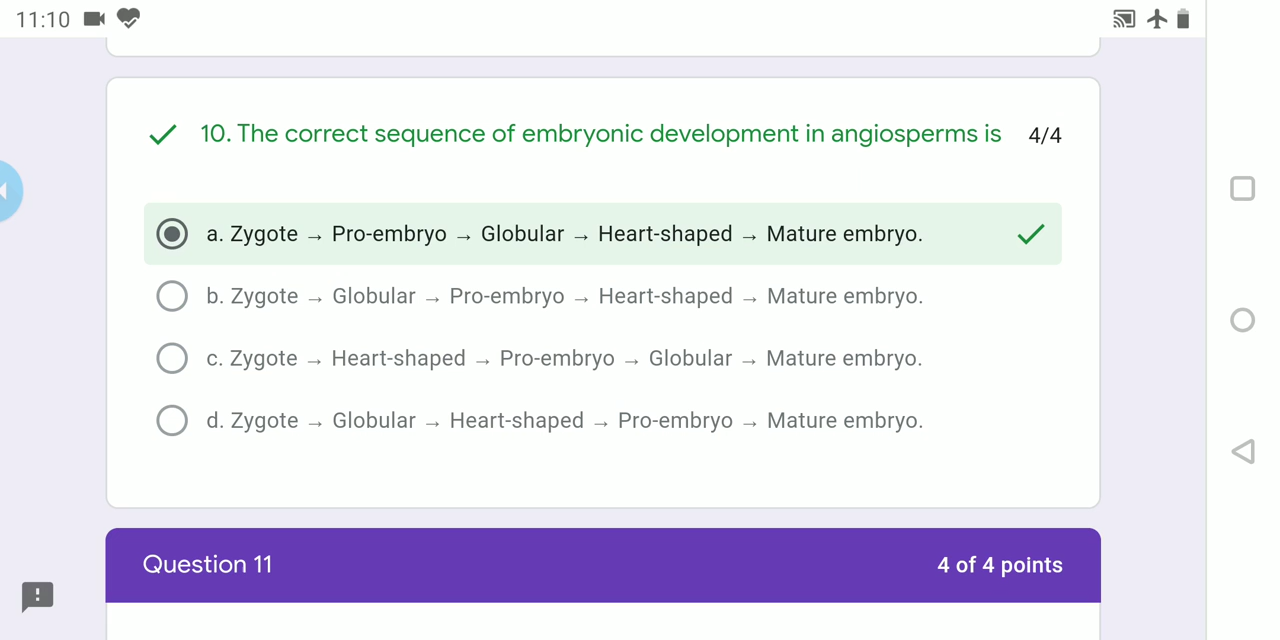 11:10
10. The correct sequence of embryonic development in angiosperms is 4/4
a. Zygote → Pro-embryo → Globular → Heart-shaped → Mature embryo.
b. Zygote → Globular → Pro-embryo → Heart-shaped → Mature embryo.
c. Zygote → Heart-shaped → Pro-embryo → Globular → Mature embryo.
d. Zygote → Globular → Heart-shaped → Pro-embryo → Mature embryo.
Question 11 4 of 4 points